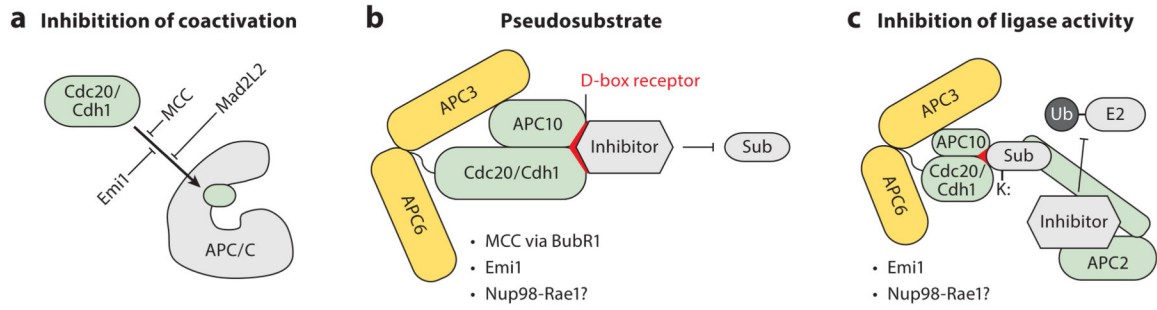 a Inhibitition of coactivation
Cdc20/
Cdh1
MCC
Mad2L2
Emi1
APC/C
b Pseudosubstrate
D-box receptor
APC3
APC10
Inhibitor
Sub
Cdc20/Cdh1
APC6
• MCC via BubR1
• Emi1
• Nup98-Rae1?
c Inhibition of ligase activity
APC3
Ub
E2
APC10
Sub
Cdc20/
Cdh1
K:
APC6
Inhibitor
APC2
• Emi1
• Nup98-Rae1?